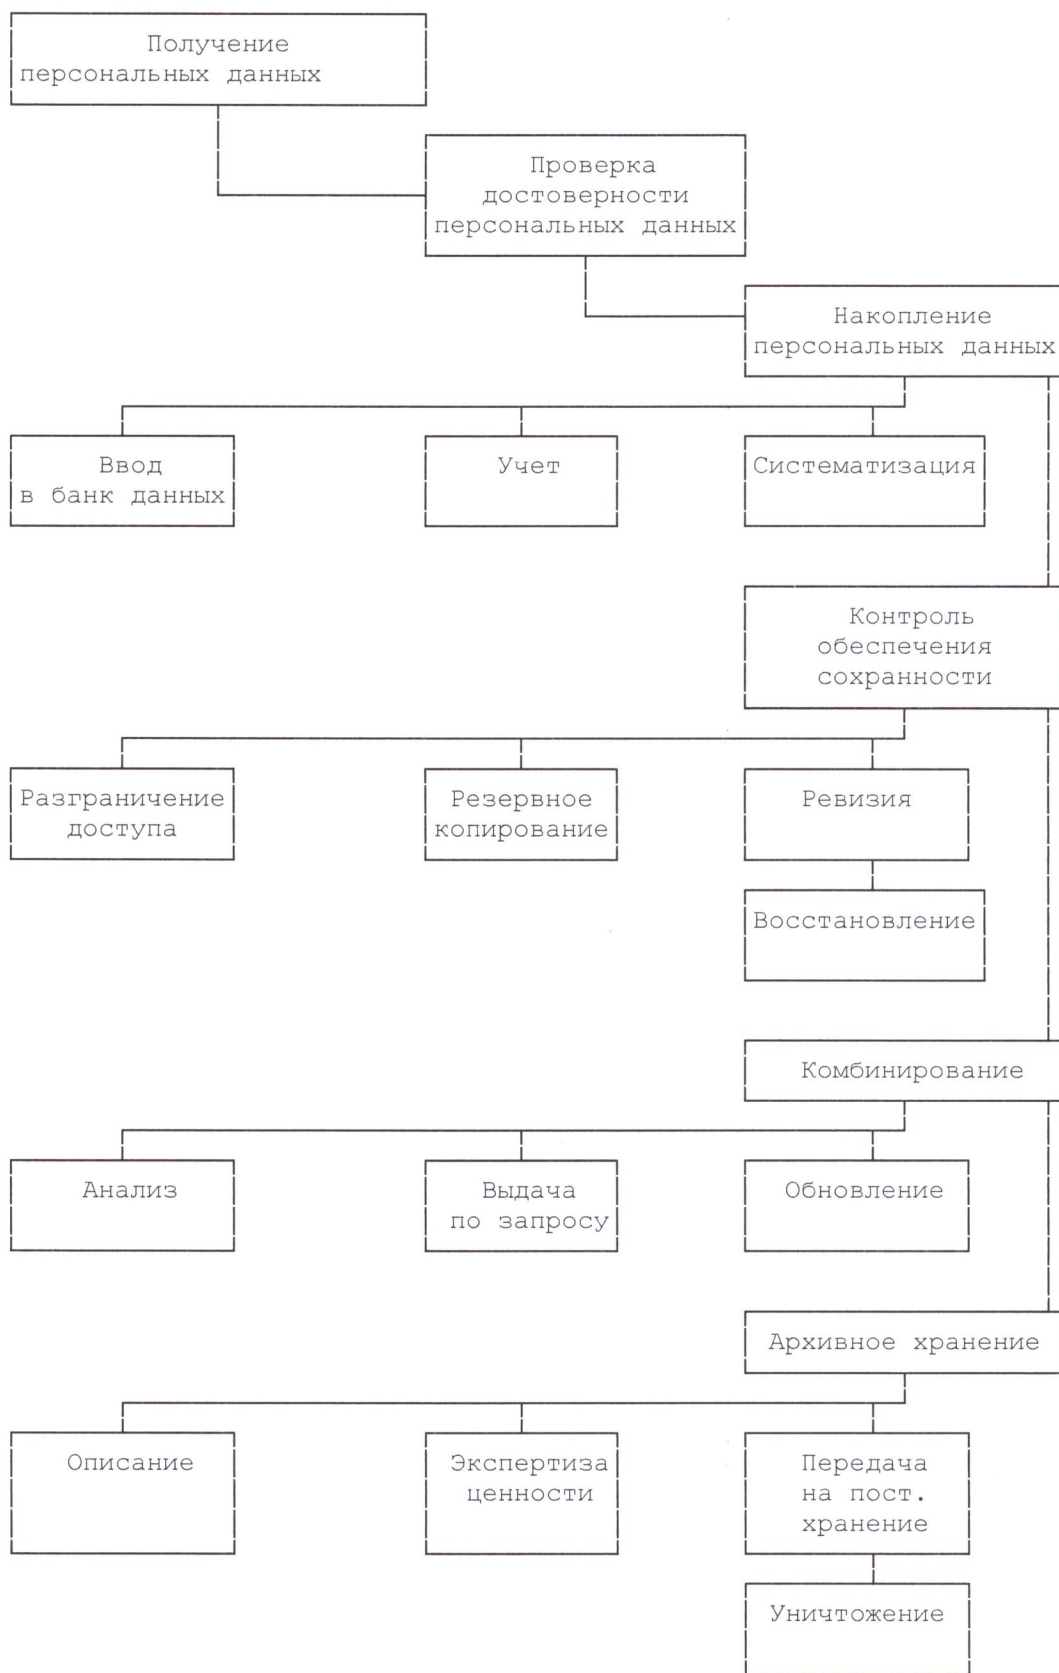 Получение
персональных данных
Проверка
достоверности
персональных данных
Накопление
персональных данных
Ввод
в банк данных
Учет
Систематизация
Контроль
обеспечения
сохранности
Разграничение
доступа
Резервное
копирование
Ревизия
Восстановление
Комбинирование
Анализ
Выдача
по запросу
Обновление
Архивное хранение
Описание
Экспертиза
ценности
Передача
на пост.
хранение
Уничтожение